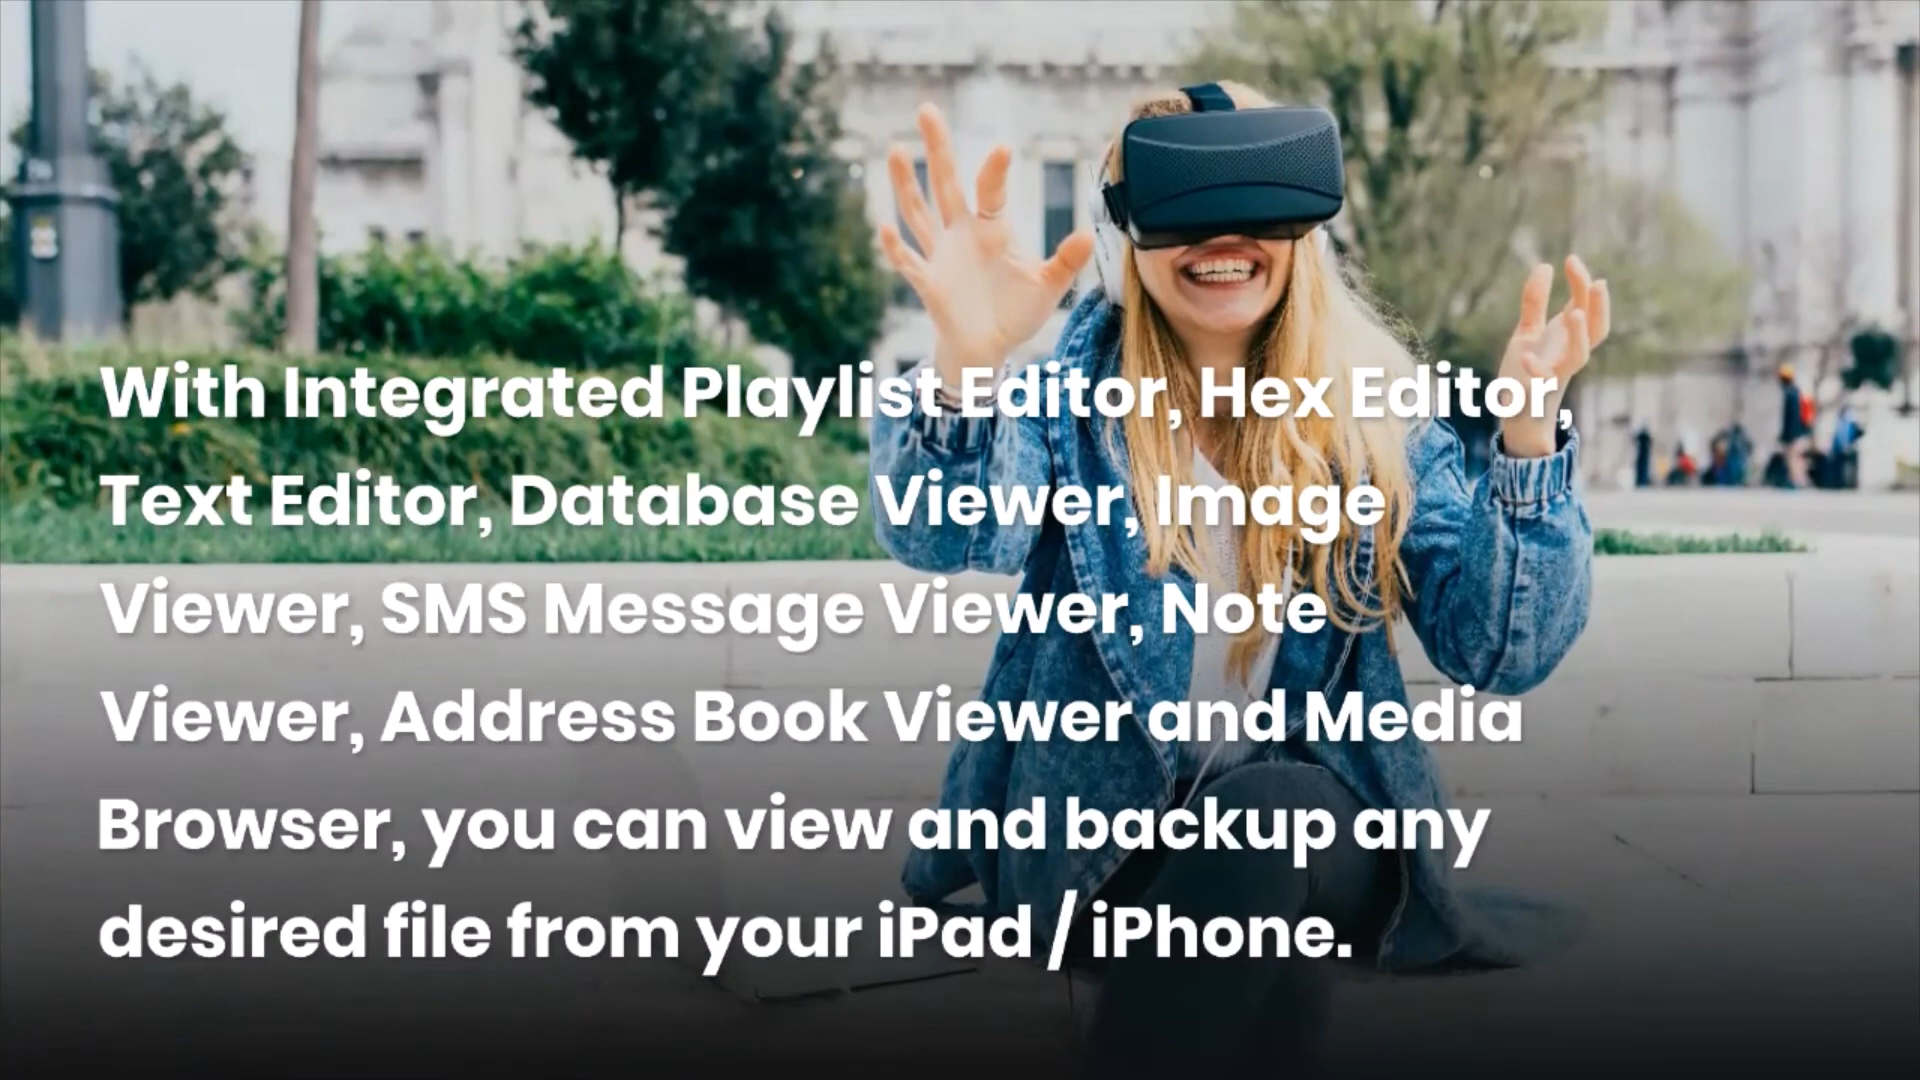 With Integrated Playlist Editor, Hex Editor,
Text Editor, Database Viewer, Image
Viewer, SMS Message Viewer, Note
Viewer, Address Book Viewer and Media
Browser, you can view and backup any
desired file from your iPad / iPhone.